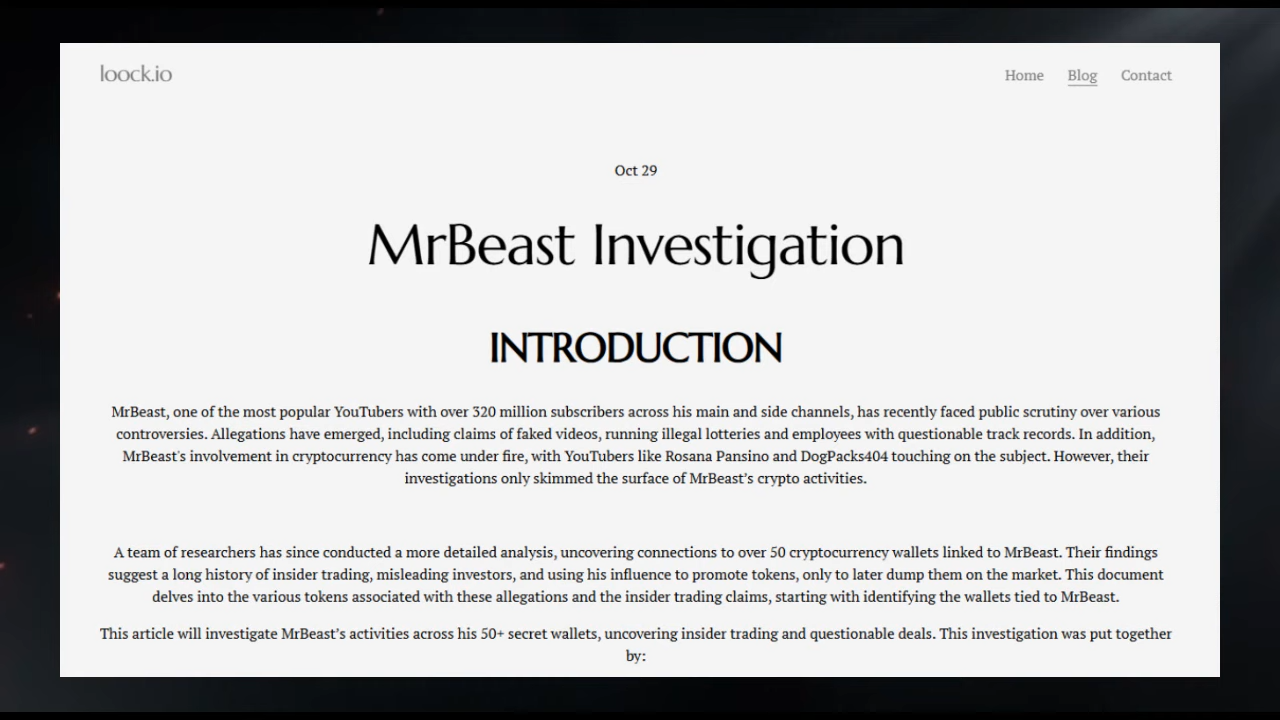 loock.io
Home Blog Contact
Oct 29
MrBeast Investigation
INTRODUCTION
MrBeast, one of the most popular YouTubers with over 320 million subscribers across his main and side channels, has recently faced public scrutiny over various
controversies. Allegations have emerged, including claims of faked videos, running illegal lotteries and employees with questionable track records. In addition,
MrBeast's involvement in cryptocurrency has come under fire, with YouTubers like Rosana Pansino and DogPacks404 touching on the subject. However, their
investigations only skimmed the surface of MrBeast’s crypto activities.
A team of researchers has since conducted a more detailed analysis, uncovering connections to over 50 cryptocurrency wallets linked to MrBeast. Their findings
suggest a long history of insider trading, misleading investors, and using his influence to promote tokens, only to later dump them on the market. This document
delves into the various tokens associated with these allegations and the insider trading claims, starting with identifying the wallets tied to MrBeast.
This article will investigate MrBeast’s activities across his 50+ secret wallets, uncovering insider trading and questionable deals. This investigation was put together
by: